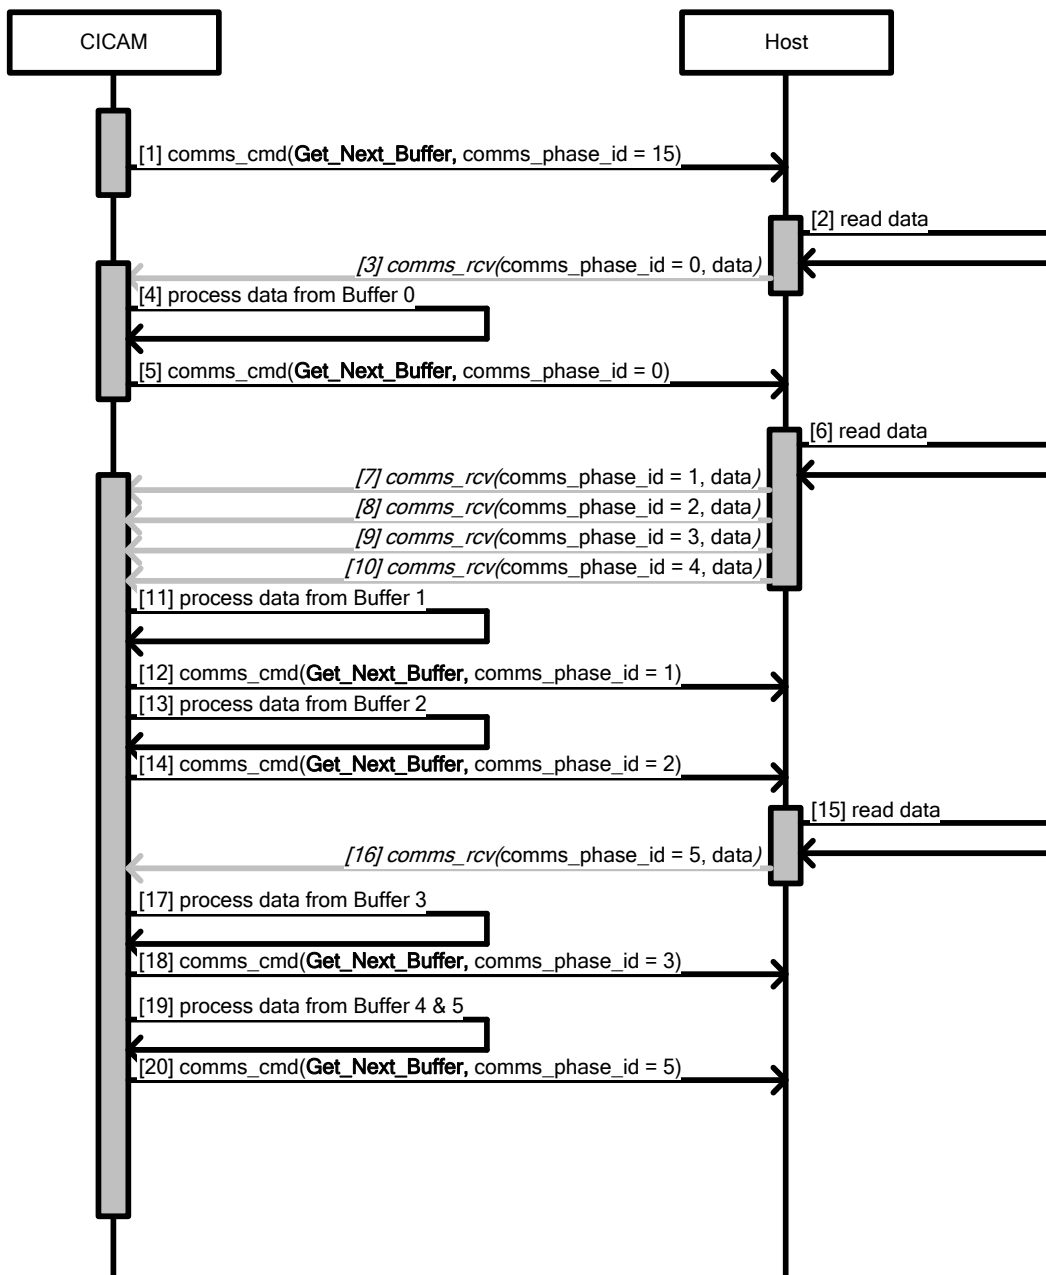 CICAM
Host
[1] comms_cmd(Get_Next_Buffer, comms_phase_id = 15)
[2] read data
[3] comms_rcv(comms_phase_id = 0, data)
[4] process data from Buffer 0
[5] comms_cmd(Get_Next_Buffer, comms_phase_id = 0)
[6] read data
[7] comms_rcv(comms_phase_id = 1, data)
[8] comms_rcv(comms_phase_id = 2, data)
[9] comms_rcv(comms_phase_id = 3, data)
[10] comms_rcv(comms_phase_id = 4, data)
[11] process data from Buffer 1
[12] comms_cmd(Get_Next_Buffer, comms_phase_id = 1)
[13] process data from Buffer 2
[14] comms_cmd(Get_Next_Buffer, comms_phase_id = 2)
[15] read data
[16] comms_rcv(comms_phase_id = 5, data)
[17] process data from Buffer 3
[18] comms_cmd(Get_Next_Buffer, comms_phase_id = 3)
[19] process data from Buffer 4 & 5
[20] comms_cmd(Get_Next_Buffer, comms_phase_id = 5)